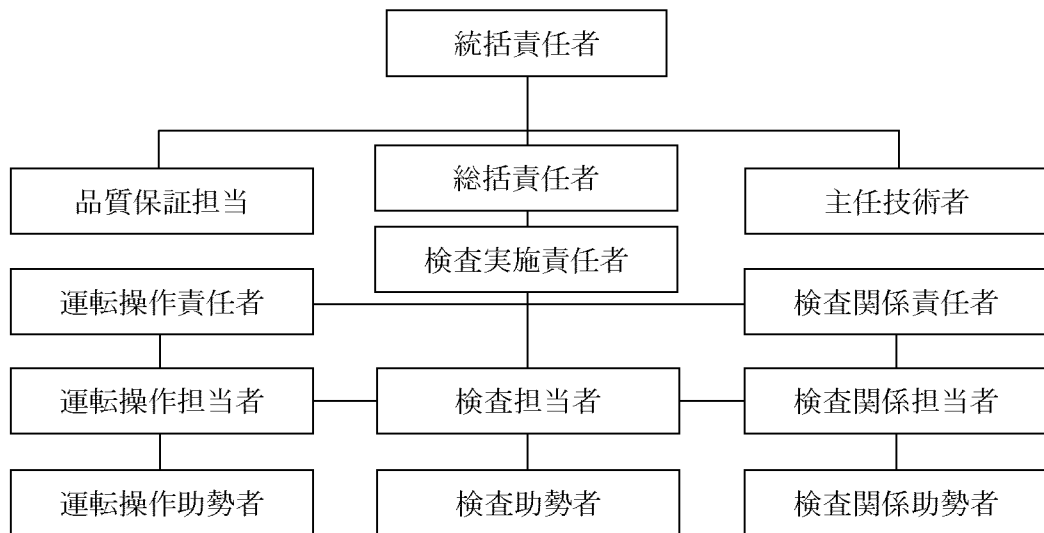 統括責任者
品質保証担当
総括責任者
主任技術者
検査実施責任者
運転操作責任者
検査関係責任者
運転操作担当者
検査担当者
検査関係担当者
運転操作助勢者
検査助勢者
検査関係助勢者